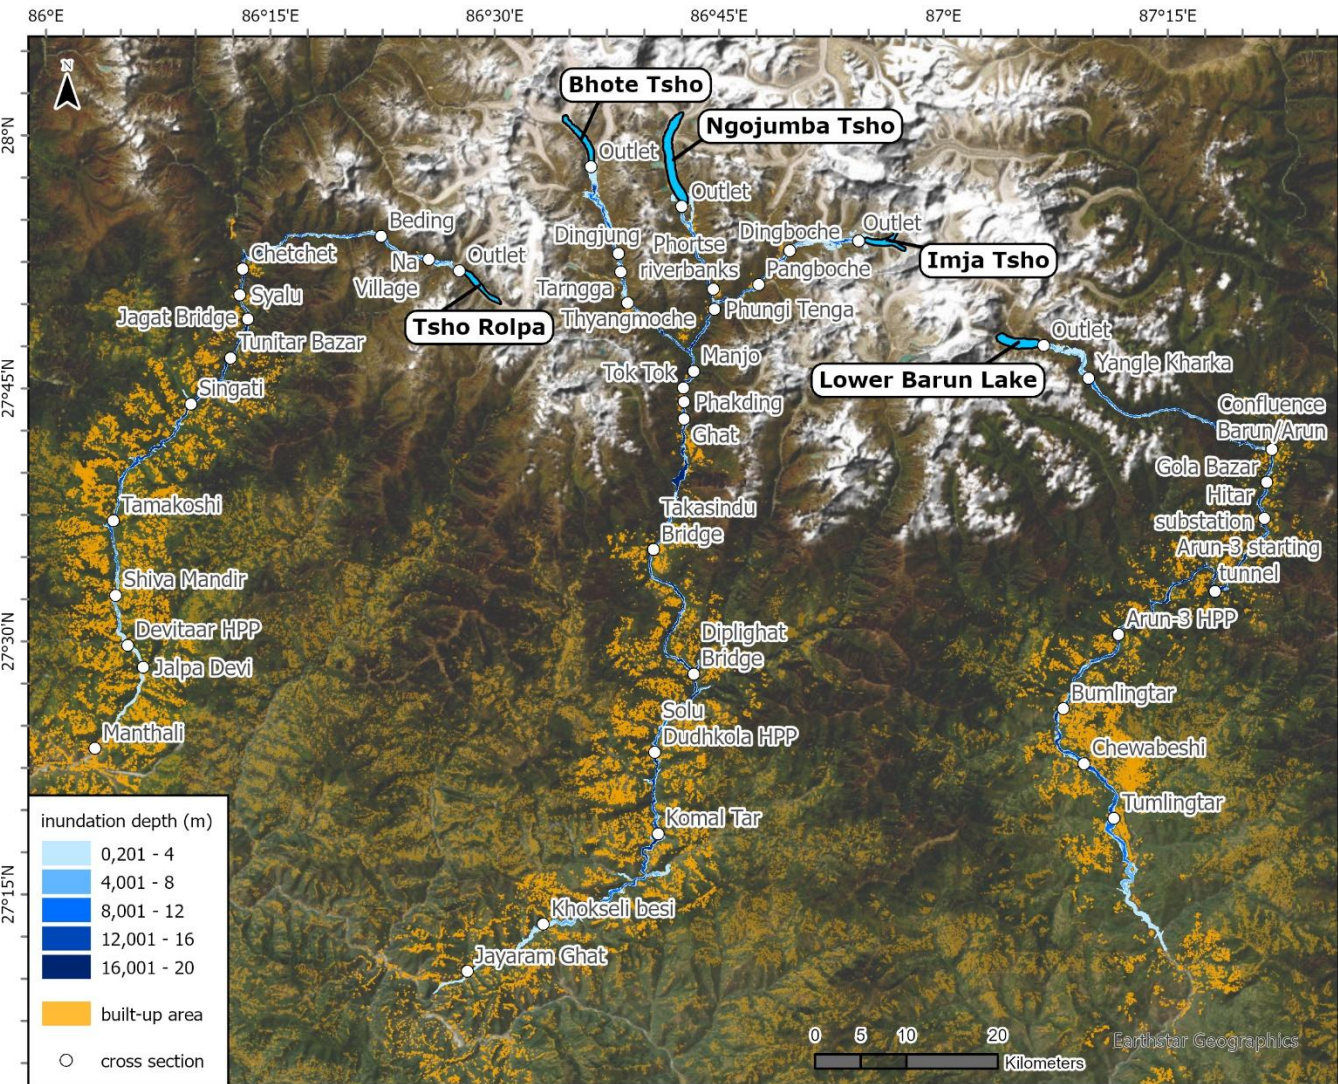 86°E
86°15'E
86°30'E
86°45'E
87°E
87°15'E
28°N
27°45'N
27°30'N
27°15'N
N
Bhote Tsho
Ngojumba Tsho
Outlet
Outlet
Beding
Dingboche
Outlet
Chetchet
Na
Village
Outlet
Dingjung
Phortse
riverbanks
Pangboche
Imja Tsho
Syalu
Tarngga
Jagat Bridge
Tsho Rolpa
Thyangmoche
Phungi Tenga
Tunitar Bazar
Manjo
Outlet
Singati
Tok Tok
Lower Barun Lake
Yangle Kharka
Phakding
Ghat
Confluence
Barun/Arun
Gola Bazar
Hitar
substation
Tamakoshi
Takasindu
Bridge
Arun-3 starting
tunnel
Shiva Mandir
Arun-3 HPP
Devitaar HPP
Diplighat
Bridge
Jalpa Devi
Bumlingtar
Manthali
Solu
Dudhkola HPP
Chewabeshi
Tumlingtar
Komal Tar
Khokseli besi
Jayaram Ghat
inundation depth (m)
0,201 - 4
4,001 - 8
8,001 - 12
12,001 - 16
16,001 - 20
built-up area
cross section
0 5 10 20
Kilometers
Earthstar Geographics